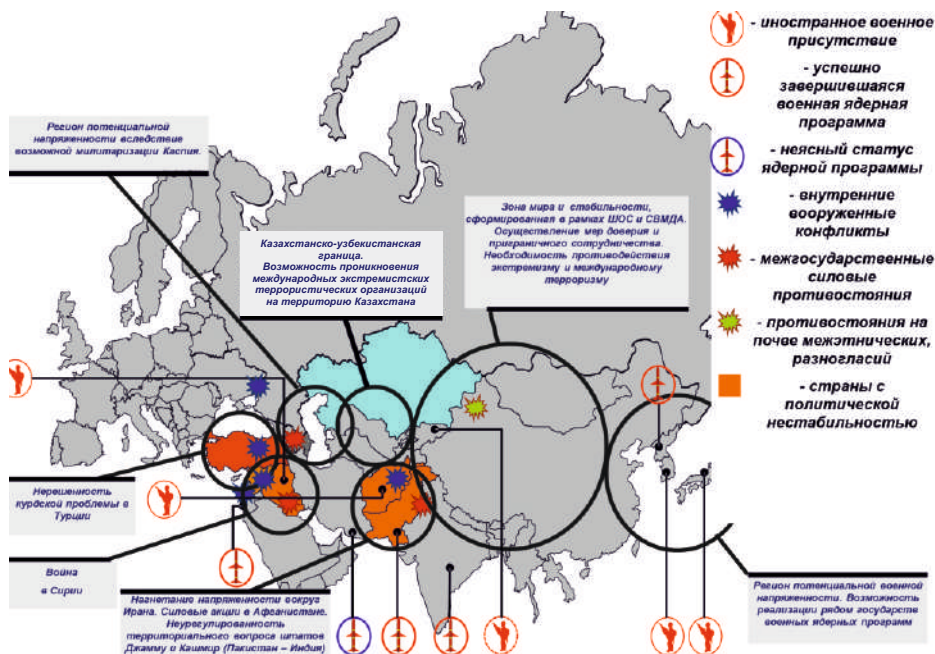 - иностранное военное
присутствие
- успешно
завершившаяся
военная ядерная
программа
- неясный статус
ядерной программы
- внутренние
вооруженные
конфликты
- межгосударственные
силовые
противостояния
- противостояния на
почве межэтнических,
разногласий
- страны с
политической
нестабильностью
Регион потенциальной
напряженности вследствие
возможной милитаризации Каспия.
Казахстанско-узбекистанская
граница.
Возможность проникновения
международных экстремистских
террористических организаций
на территорию Казахстана
Зона мира и стабильности,
сформированная в рамках ШОС и СВМДА.
Осуществление мер доверия и
приграничного сотрудничества.
Необходимость противодействия
экстремизму и международному
терроризму
Нерешенность
курдской проблемы в
Турции
Война
в Сирии
Нагнетание напряженности вокруг
Ирана. Силовые акции в Афганистане.
Неурегулированность
территориального вопроса штатов
Джамму и Кашмир (Пакистан – Индия)
Регион потенциальной военной
напряженности. Возможность
реализации рядом государств
военных ядерных программ